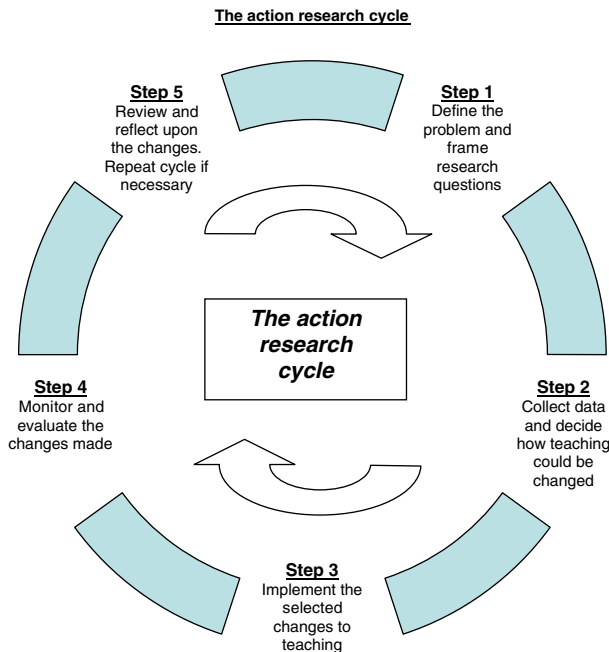 The action research cycle
Step 1
Define the
problem and
frame
research
questions
Step 2
Collect data
and decide
how teaching
could be
changed
Step 3
Implement the
selected
changes to
teaching
Step 4
Monitor and
evaluate the
changes made
Step 5
Review and
reflect upon
the changes.
Repeat cycle if
necessary
The action
research
cycle